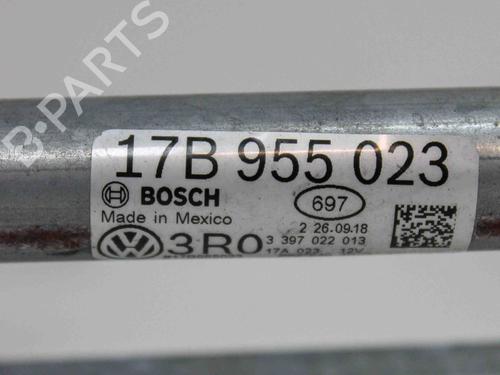 B-PARTS
17B 955 023
BOSCH
697
Made in Mexico
2 26.09.18
3R0
3 397 022 013
17A 023 12V